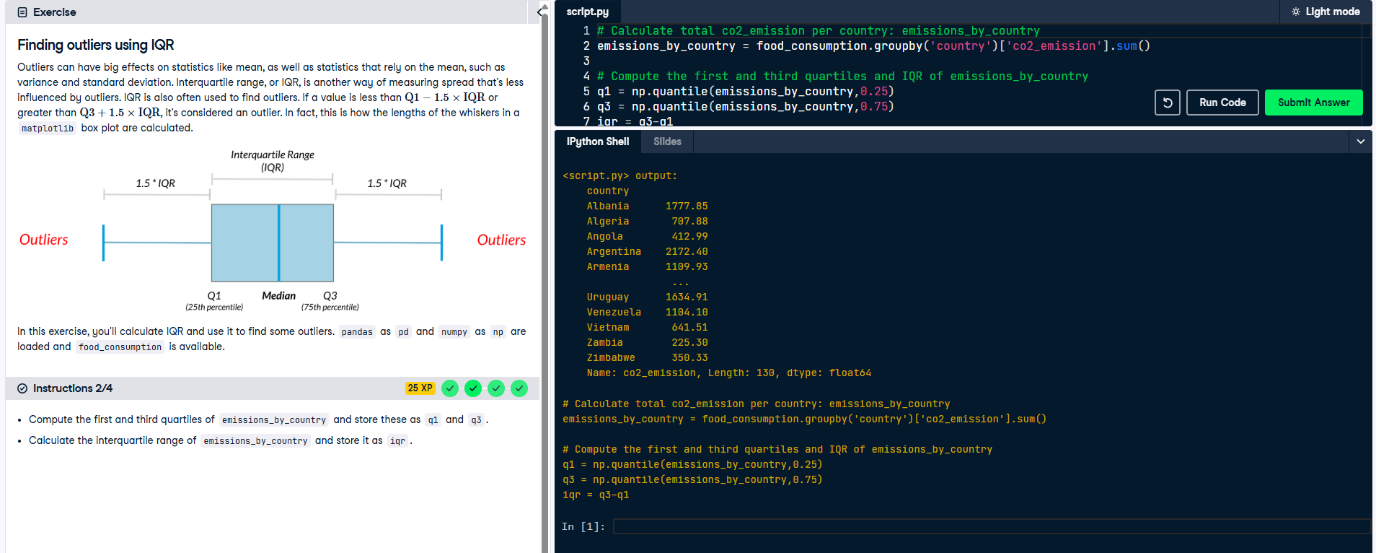 Exercise
Finding outliers using IQR
Outliers can have big effects on statistics like mean, as well as statistics that rely on the mean, such as
variance and standard deviation. Interquartile range, or IQR, is another way of measuring spread that's less
influenced by outliers. IQR is also often used to find outliers. If a value is less than Q1 − 1.5 × IQR or
greater than Q3 + 1.5 × IQR, it's considered an outlier. In fact, this is how the lengths of the whiskers in a
matplotlib box plot are calculated.
Interquartile Range
(IQR)
1.5 * IQR
1.5 * IQR
Outliers
Outliers
Q1
Median
Q3
(25th percentile)
(75th percentile)
In this exercise, you'll calculate IQR and use it to find some outliers. pandas as pd and numpy as np are
loaded and food_consumption is available.
Instructions 2/4
25 XP
• Compute the first and third quartiles of emissions_by_country and store these as q1 and q3 .
• Calculate the interquartile range of emissions_by_country and store it as iqr .
script.py
Light mode
1 # Calculate total co2_emission per country: emissions_by_country
2 emissions_by_country = food_consumption.groupby('country')['co2_emission'].sum()
3
4 # Compute the first and third quartiles and IQR of emissions_by_country
5 q1 = np.quantile(emissions_by_country,0.25)
6 q3 = np.quantile(emissions_by_country,0.75)
7 iqr = q3-q1
Run Code
Submit Answer
IPython Shell
Slides
<script.py> output:
country
Albania 1777.85
Algeria 707.88
Angola 412.99
Argentina 2172.40
Armenia 1109.93
...
Uruguay 1634.91
Venezuela 1104.10
Vietnam 641.51
Zambia 225.30
Zimbabwe 350.33
Name: co2_emission, Length: 130, dtype: float64
# Calculate total co2_emission per country: emissions_by_country
emissions_by_country = food_consumption.groupby('country')['co2_emission'].sum()
# Compute the first and third quartiles and IQR of emissions_by_country
q1 = np.quantile(emissions_by_country,0.25)
q3 = np.quantile(emissions_by_country,0.75)
iqr = q3-q1
In [1]: